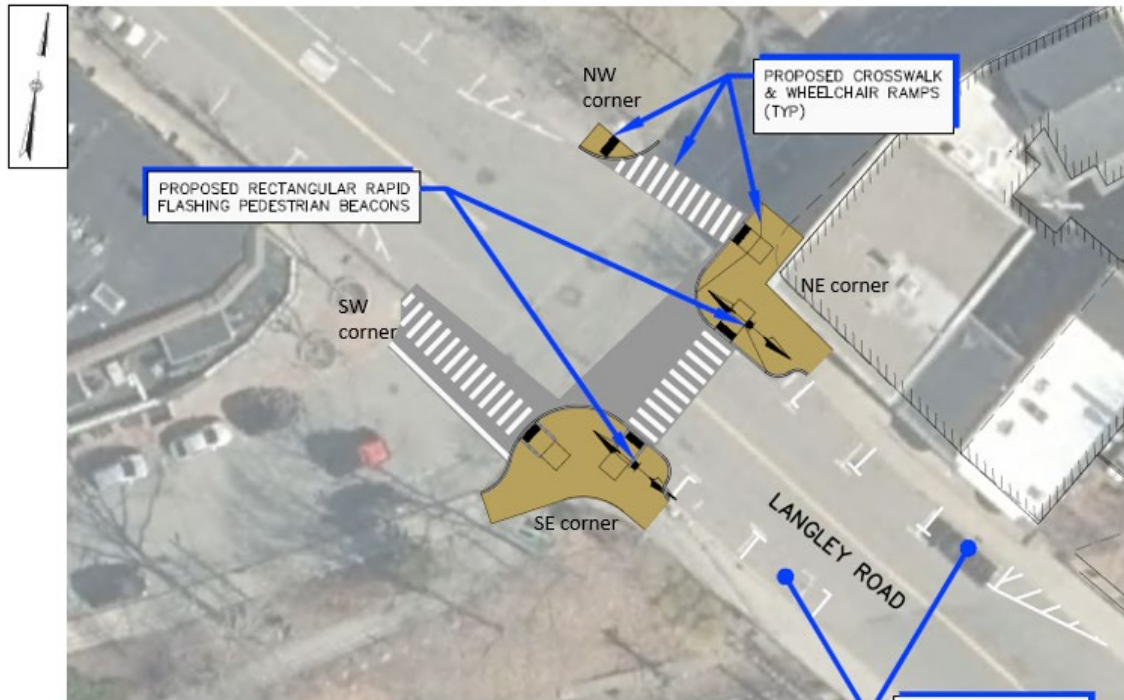 NW
corner
PROPOSED CROSSWALK
& WHEELCHAIR RAMPS
(TYP)
PROPOSED RECTANGULAR RAPID
FLASHING PEDESTRIAN BEACONS
NE corner
SW
corner
SE corner
LANGLEY ROAD